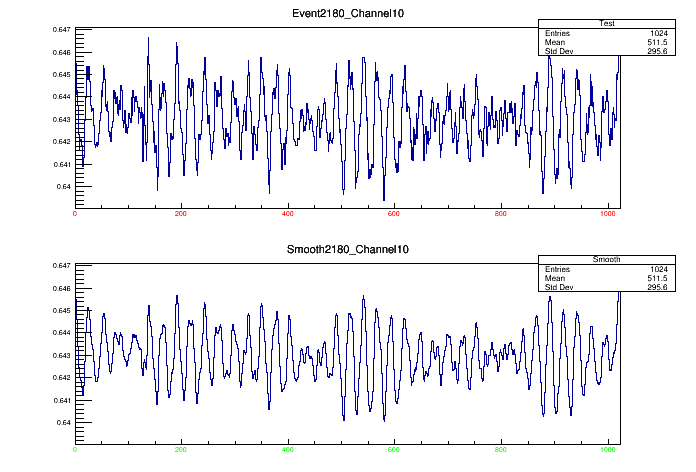 Event2180_Channel10
Test
Entries 1024
Mean 511.5
Std Dev 295.6
0.647
0.646
0.645
0.644
0.643
0.642
0.641
0.64
0 200 400 600 800 1000
Smooth2180_Channel10
Smooth
Entries 1024
Mean 511.5
Std Dev 295.6
0.647
0.646
0.645
0.644
0.643
0.642
0.641
0.64
0 200 400 600 800 1000